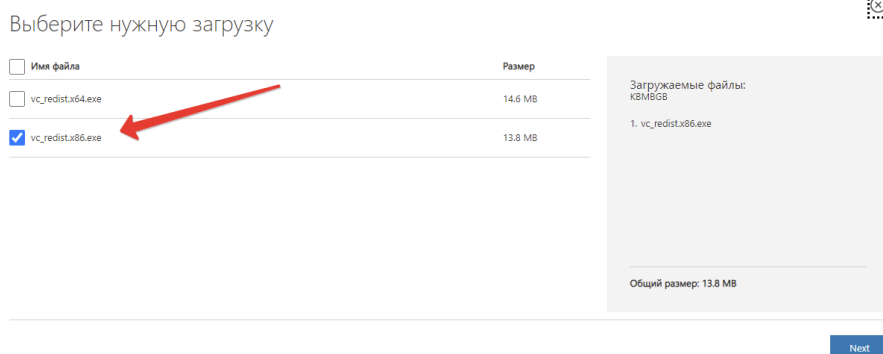 Выберите нужную загрузку
Имя файла Размер
vc_redist.x64.exe 14.6 MB
vc_redist.x86.exe 13.8 MB
Загружаемые файлы:
KBMBGB
1. vc_redist.x86.exe
Общий размер: 13.8 MB
Next